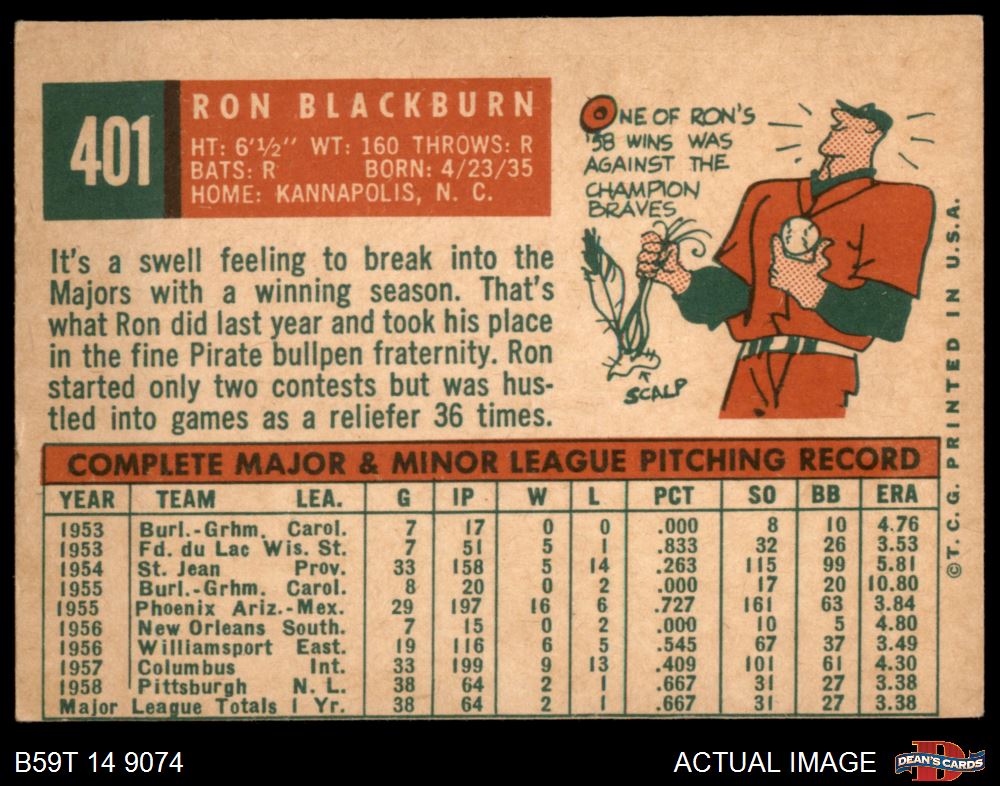 401
RON BLACKBURN
HT: 6'½" WT: 160 THROWS: R
BATS: R BORN: 4/23/35
HOME: KANNAPOLIS, N. C.
ONE OF RON'S
'58 WINS WAS
AGAINST THE
CHAMPION
BRAVES
SCALP
It's a swell feeling to break into the
Majors with a winning season. That's
what Ron did last year and took his place
in the fine Pirate bullpen fraternity. Ron
started only two contests but was hus-
tled into games as a reliefer 36 times.
©T. C. G. PRINTED IN U.S.A.
COMPLETE MAJOR & MINOR LEAGUE PITCHING RECORD
YEAR TEAM LEA. G IP W L PCT SO BB ERA
1953 Burl.-Grhm. Carol. 7 17 0 0 .000 8 10 4.76
1953 Fd. du Lac Wis. St. 7 51 5 1 .833 32 26 3.53
1954 St. Jean Prov. 33 158 5 14 .263 115 99 5.81
1955 Burl.-Grhm. Carol. 8 20 0 2 .000 17 20 10.80
1955 Phoenix Ariz.-Mex. 29 197 16 6 .727 161 63 3.84
1956 New Orleans South. 7 15 0 2 .000 10 5 4.80
1956 Williamsport East. 19 116 6 5 .545 67 37 3.49
1957 Columbus Int. 33 199 9 13 .409 101 61 4.30
1958 Pittsburgh N. L. 38 64 2 1 .667 31 27 3.38
Major League Totals 1 Yr. 38 64 2 1 .667 31 27 3.38
B59T 14 9074
ACTUAL IMAGE
DEAN'S CARDS